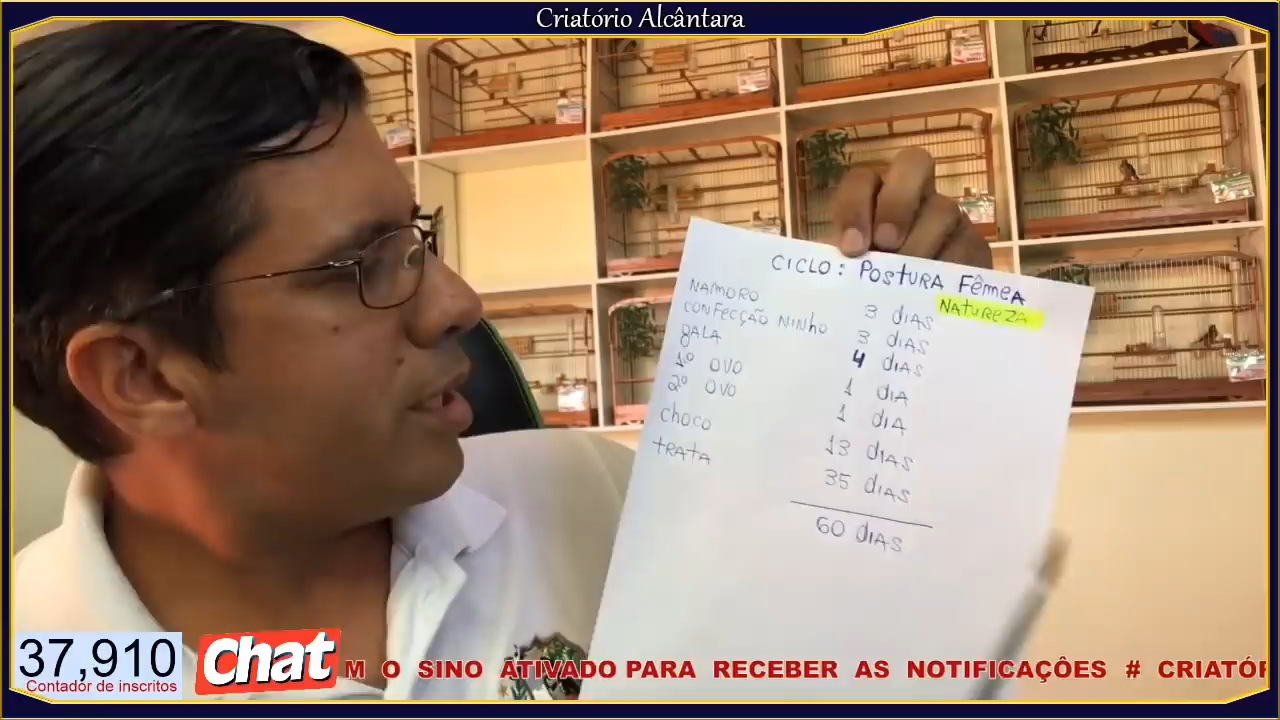 Criatório Alcântara
CICLO: POSTURA FÊMEA
NATUREZA
NAMORO 3 DIAS
CONFECÇÃO NINHO 3 DIAS
GALA 4 DIAS
1º OVO 1 DIA
2º OVO 1 DIA
CHOCO 13 DIAS
TRATA 35 DIAS
60 DIAS
37,910
Contador de inscritos
Chat
M O SINO ATIVADO PARA RECEBER AS NOTIFICAÇÔES # CRIATÓR